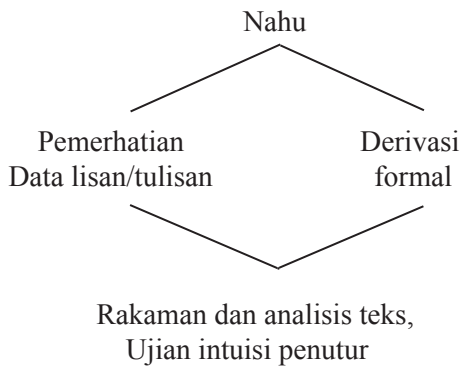 Nahu
Pemerhatian
Data lisan/tulisan
Derivasi
formal
Rakaman dan analisis teks,
Ujian intuisi penutur